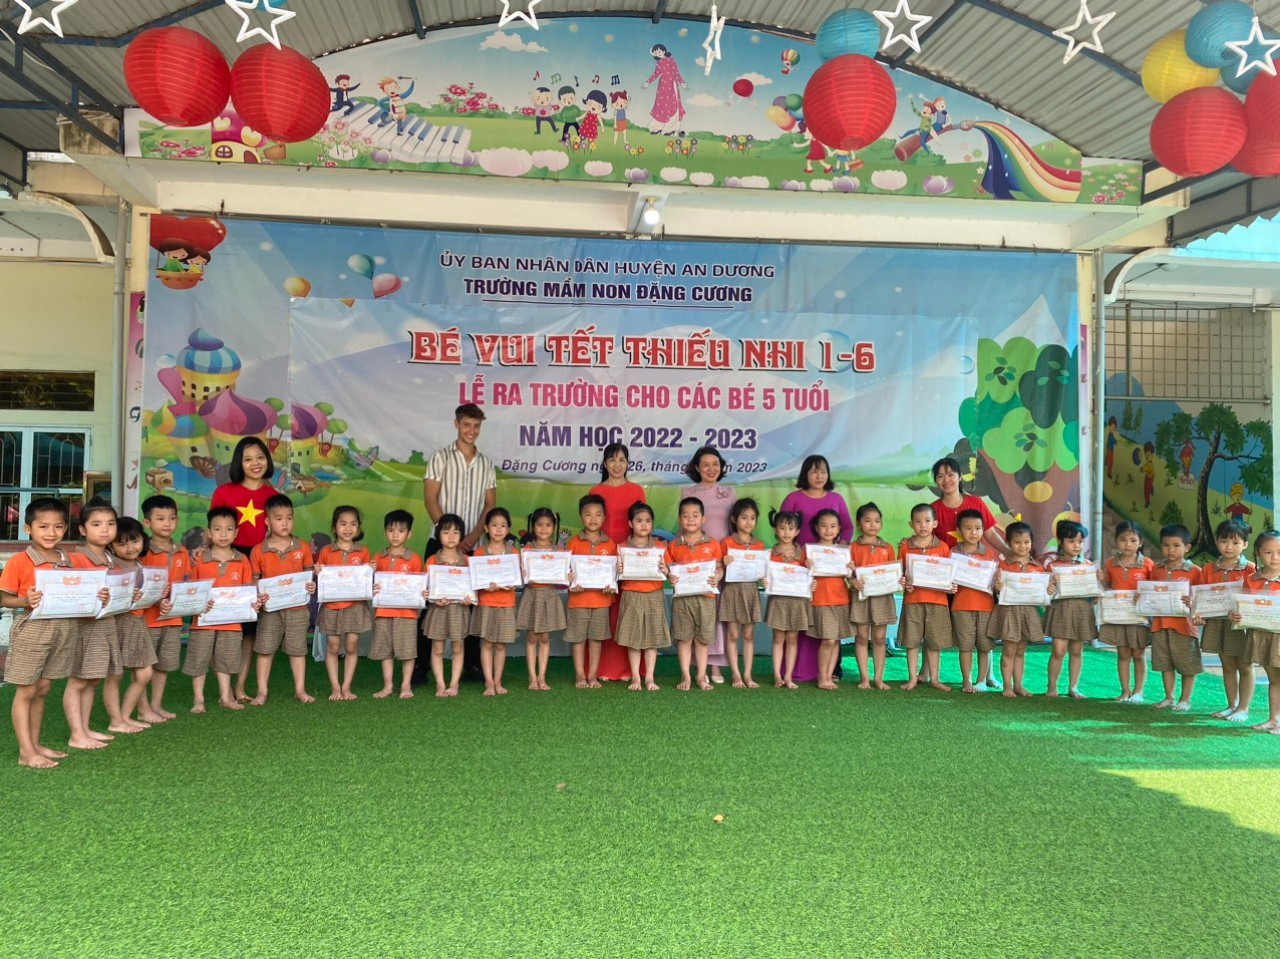 ỦY BAN NHÂN DÂN HUYỆN AN DƯƠNG
TRƯỜNG MẦM NON ĐẶNG CƯƠNG
BÉ VUI TẾT THIẾU NHI 1-6
LỄ RA TRƯỜNG CHO CÁC BÉ 5 TUỔI
NĂM HỌC 2022 - 2023
Đặng Cương 26, 2023